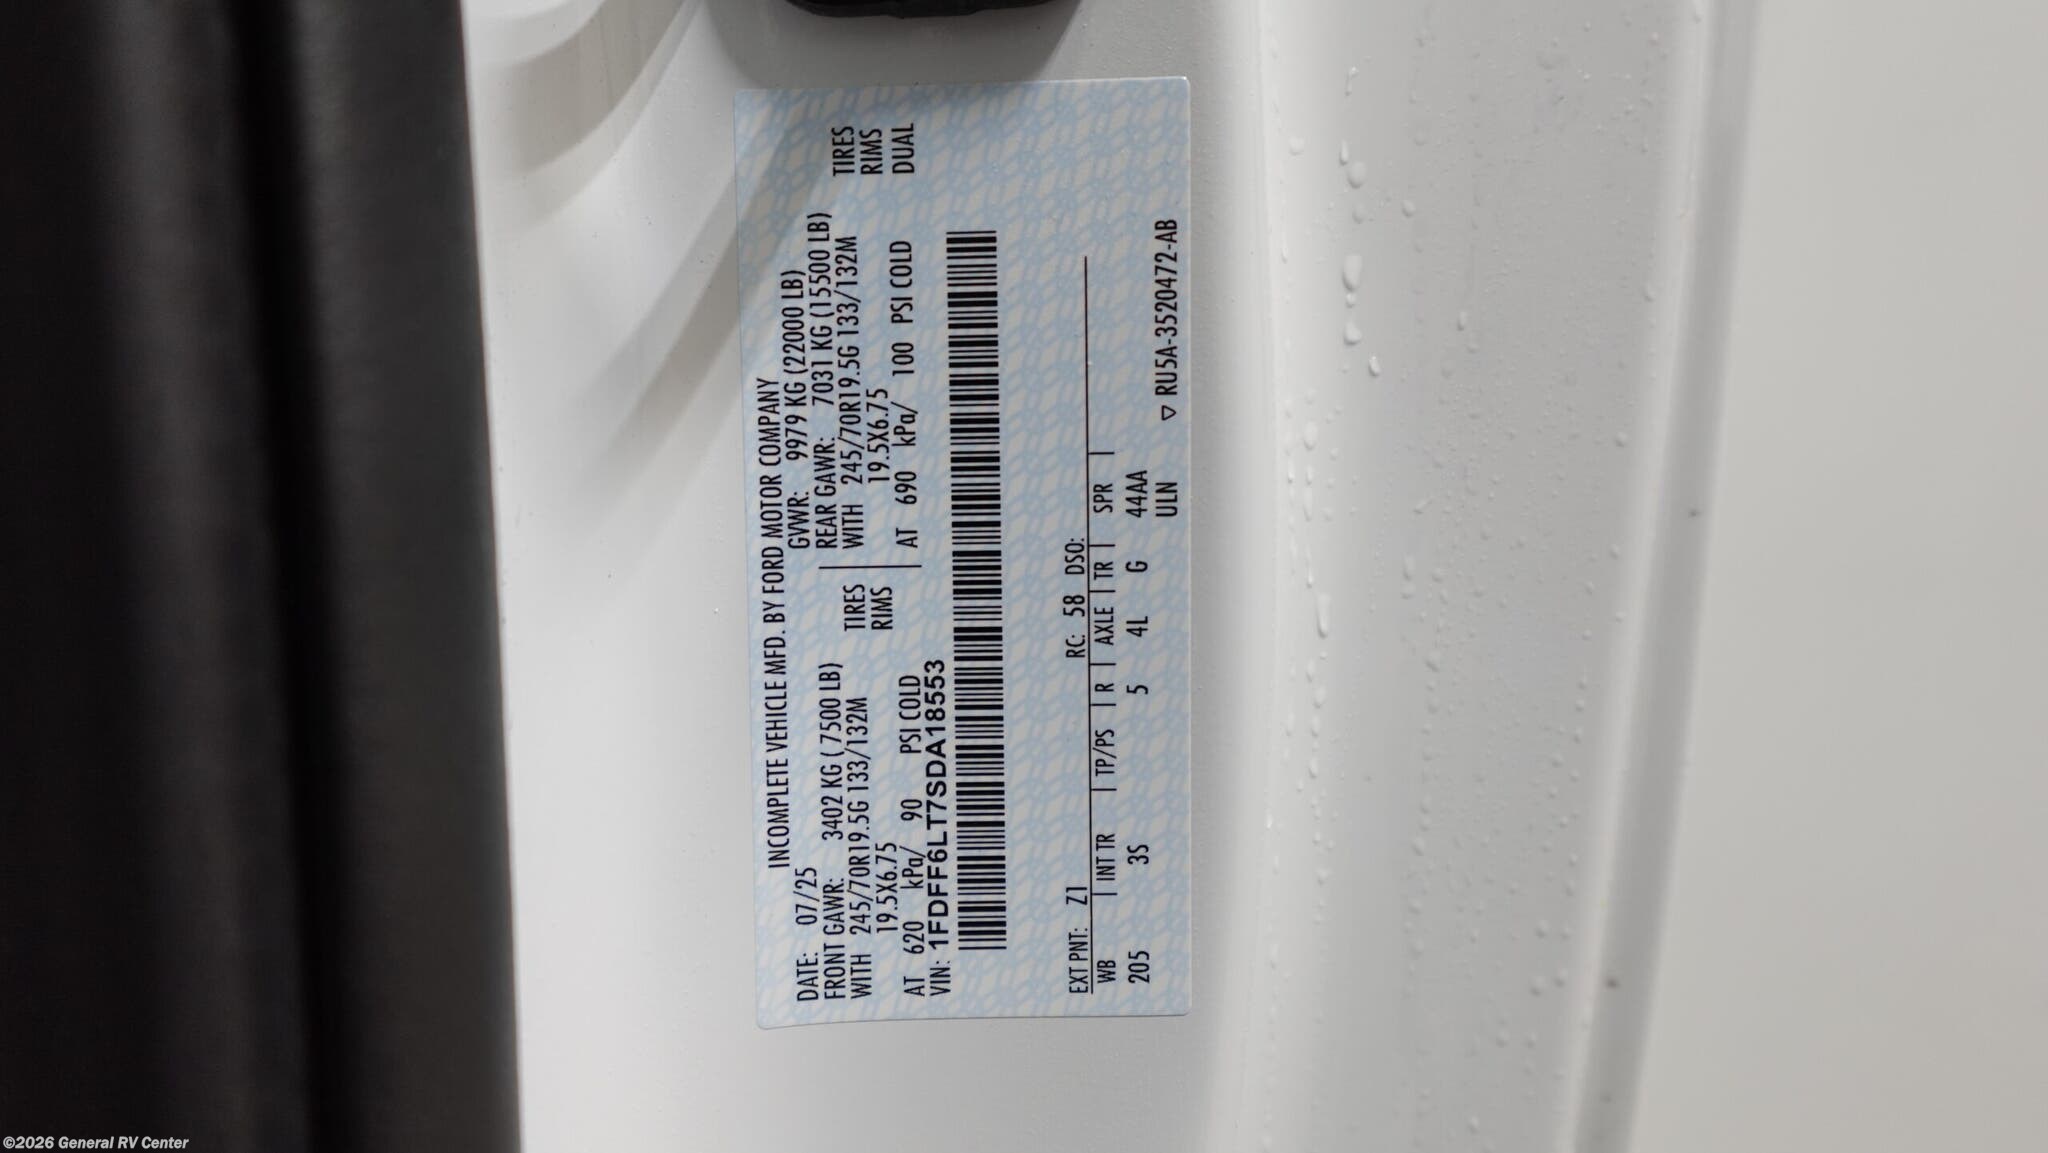 INCOMPLETE VEHICLE MFD. BY FORD MOTOR COMPANY
DATE: 07/25 GVWR: 9979 KG (22000 LB)
FRONT GAWR: 3402 KG ( 7500 LB) REAR GAWR: 7031 KG (15500 LB)
WITH 245/70R19.5G 133/132M TIRES WITH 245/70R19.5G 133/132M TIRES
19.5X6.75 RIMS 19.5X6.75 RIMS
AT 620 kPa/ 90 PSI COLD AT 690 kPa/ 100 PSI COLD DUAL
VIN: 1FDFF6LT7SDA18553
EXT PNT: Z1 RC: 58 DSO:
WB | INT TR | TP/PS | R | AXLE | TR | SPR |
205 3S 5 4L G 44AA
ULN ▽ RU5A-3520472-AB
©2026 General RV Center